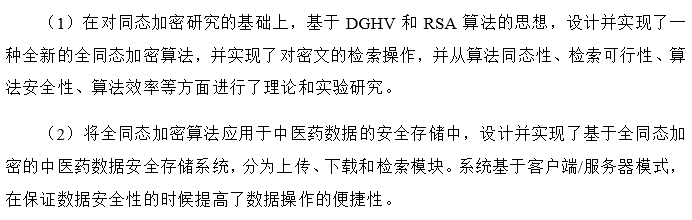 （1）在对同态加密研究的基础上，基于 DGHV 和 RSA 算法的思想，设计并实现了一
种全新的全同态加密算法，并实现了对密文的检索操作，并从算法同态性、检索可行性、算
法安全性、算法效率等方面进行了理论和实验研究。
（2）将全同态加密算法应用于中医药数据的安全存储中，设计并实现了基于全同态加
密的中医药数据安全存储系统，分为上传、下载和检索模块。系统基于客户端/服务器模式，
在保证数据安全性的时候提高了数据操作的便捷性。